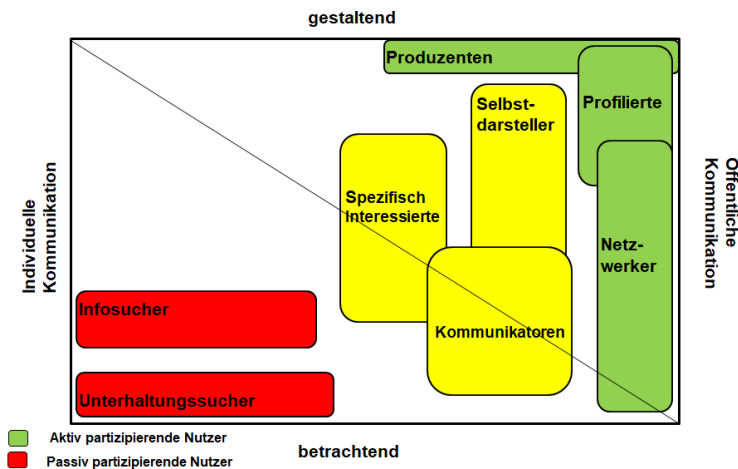 gestaltend
Produzenten
Selbst-
darsteller
Profilierte
Individuelle
Kommunikation
Öffentliche
Kommunikation
Spezifisch
Interessierte
Netz-
werker
Infosucher
Kommunikatoren
Unterhaltungssucher
Aktiv partizipierende Nutzer
betrachtend
Passiv partizipierende Nutzer